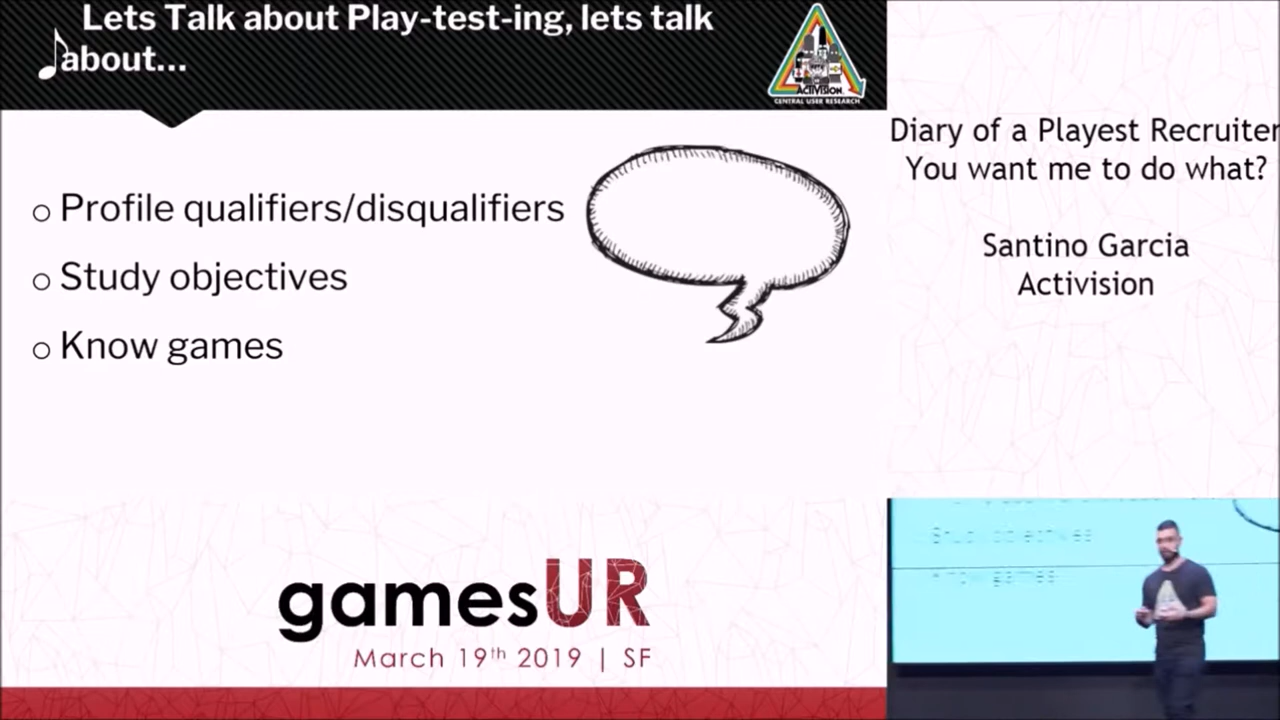 Lets Talk about Play-test-ing, lets talk
about...
ACTIVISION
CENTRAL USER RESEARCH
Profile qualifiers/disqualifiers
Study objectives
Know games
gamesUR
March 19th 2019 | SF
Diary of a Playest Recruiter
You want me to do what?
Santino Garcia
Activision